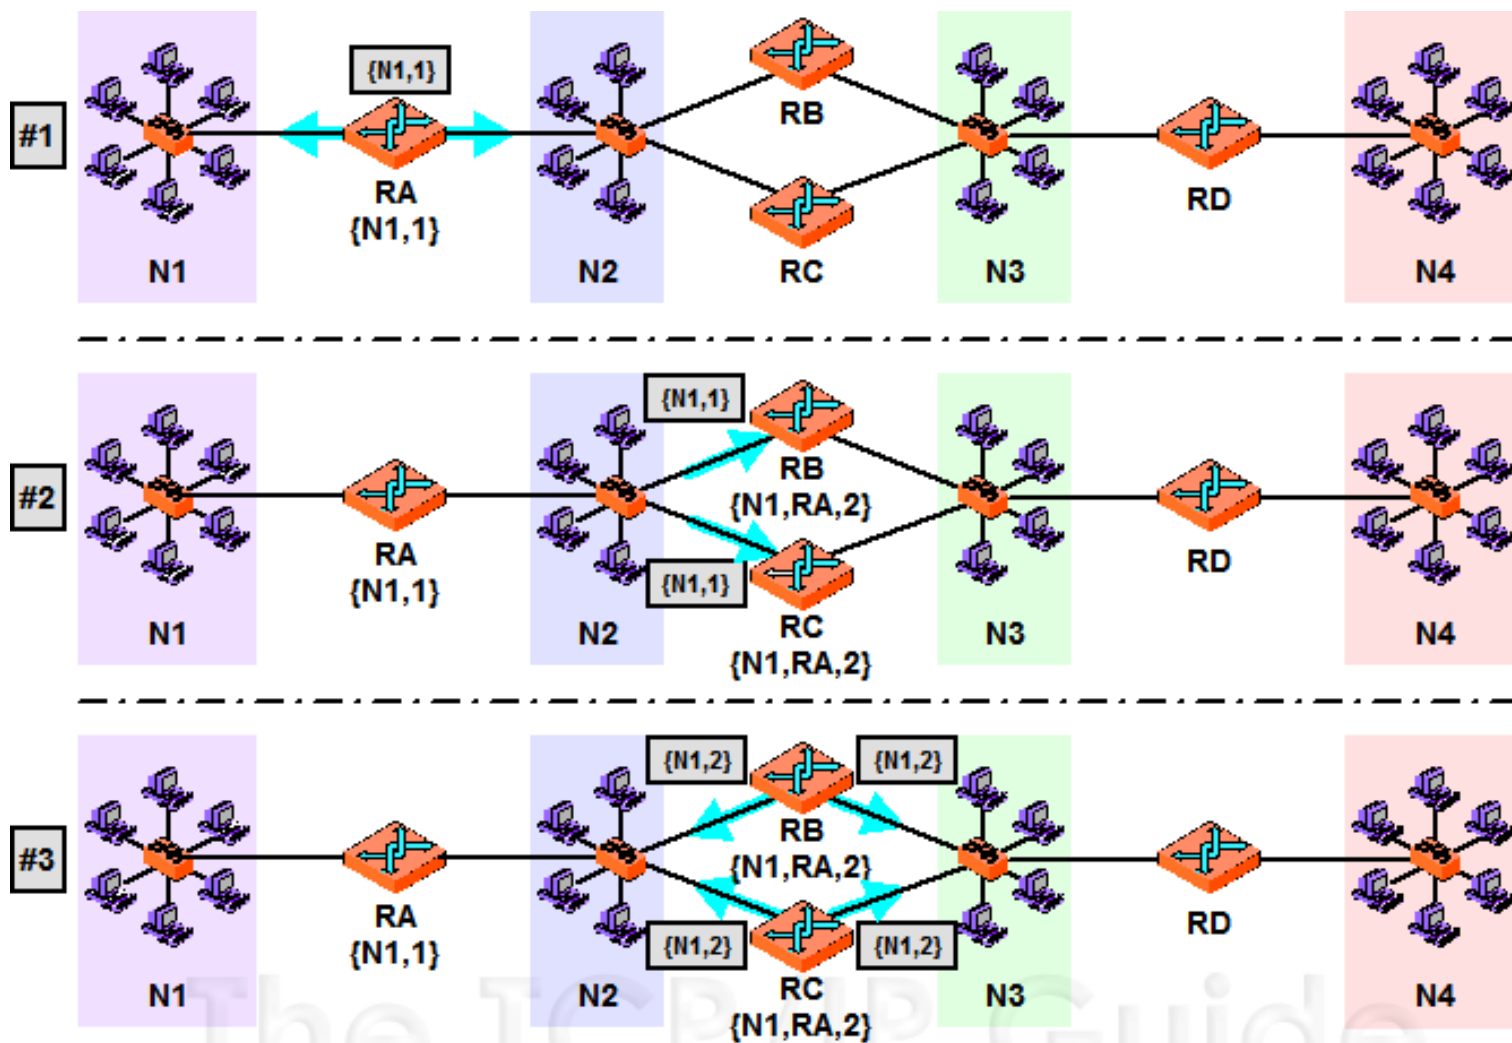 {N1,1}
#1
RA
{N1,1}
RB
RC
RD
N1
N2
N3
N4
{N1,1}
#2
RB
{N1,RA,2}
RA
{N1,1}
{N1,1}
RC
{N1,RA,2}
RD
N1
N2
N3
N4
{N1,2}
{N1,2}
#3
RB
{N1,RA,2}
RA
{N1,1}
{N1,2}
{N1,2}
RC
{N1,RA,2}
RD
N1
N2
N3
N4
The TCP/IP Guide